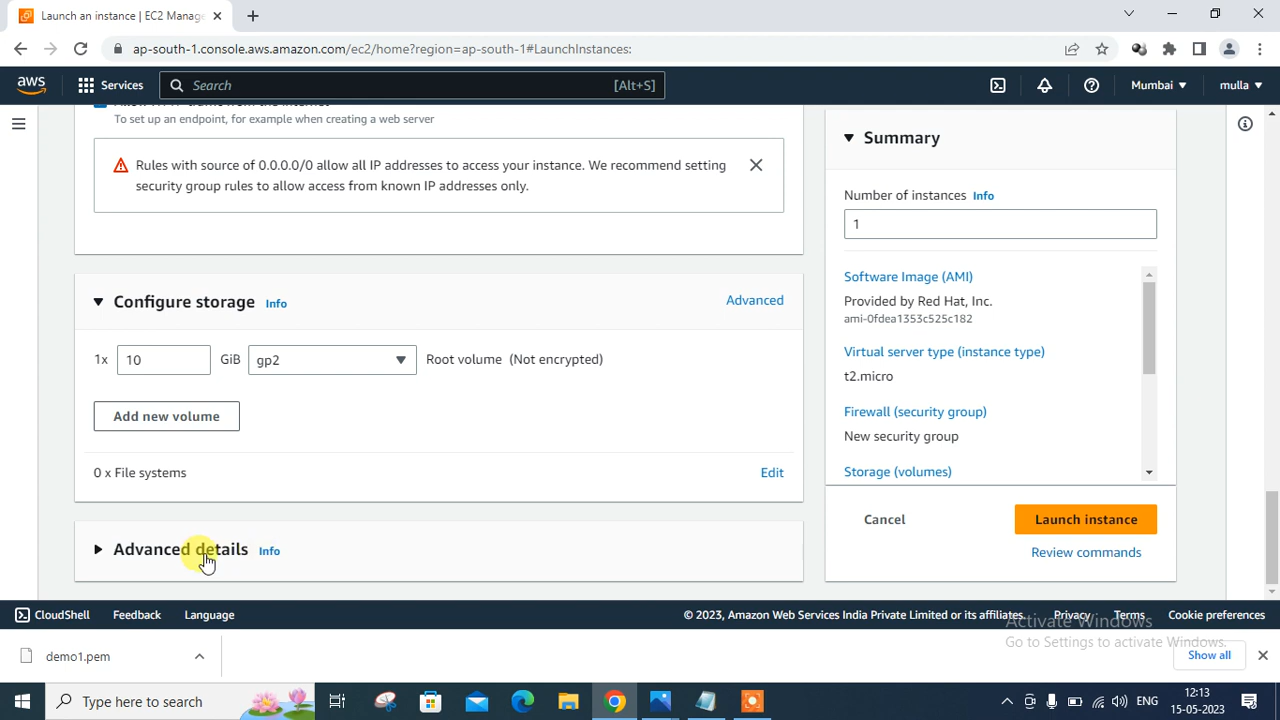 Launch an instance | EC2 Manage
ap-south-1.console.aws.amazon.com/ec2/home?region=ap-south-1#LaunchInstances:
aws
Services
Search
[Alt+S]
Mumbai
mulla
To set up an endpoint, for example when creating a web server
Rules with source of 0.0.0.0/0 allow all IP addresses to access your instance. We recommend setting
security group rules to allow access from known IP addresses only.
Configure storage Info
Advanced
1x 10 GiB gp2 Root volume (Not encrypted)
Add new volume
0 x File systems
Edit
Advanced details Info
Summary
Number of instances Info
1
Software Image (AMI)
Provided by Red Hat, Inc.
ami-0fdea1353c525c182
Virtual server type (instance type)
t2.micro
Firewall (security group)
New security group
Storage (volumes)
Cancel
Launch instance
Review commands
CloudShell Feedback Language
© 2023, Amazon Web Services India Private Limited or its affiliates. Privacy Terms Cookie preferences
Activate Windows
Go to Settings to activate Windows.
demo1.pem
Show all
Type here to search
ENG
12:13
15-05-2023